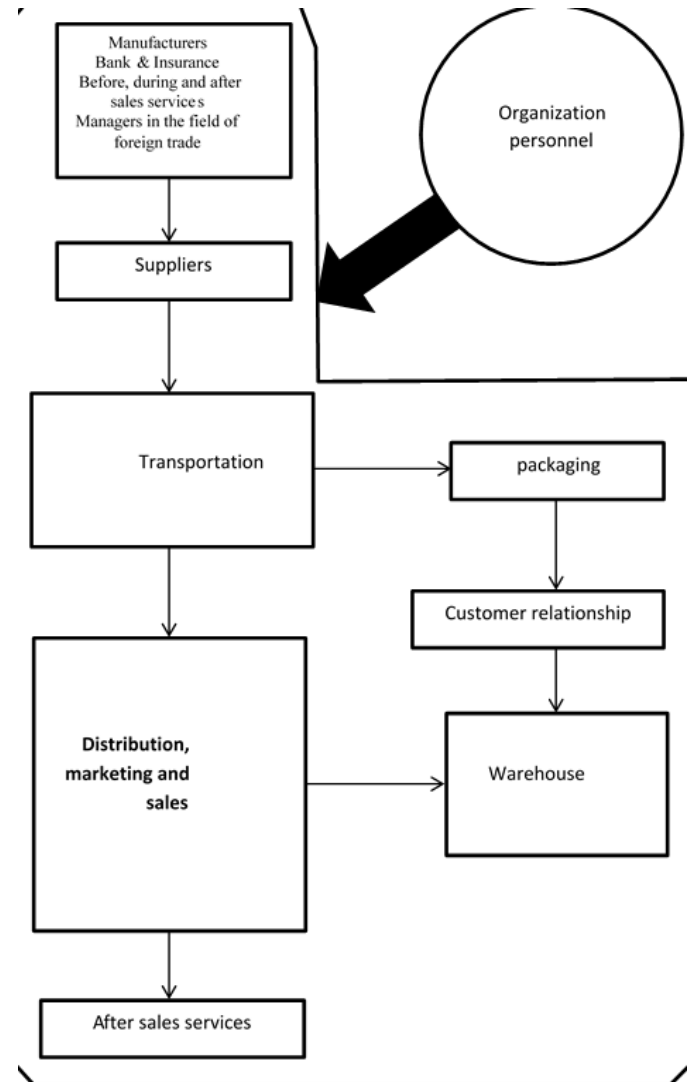 Manufacturers
Bank & Insurance
Before, during and after
sales services
Managers in the field of
foreign trade
Organization
personnel
Suppliers
Transportation
packaging
Customer relationship
Distribution,
marketing and
sales
Warehouse
After sales services